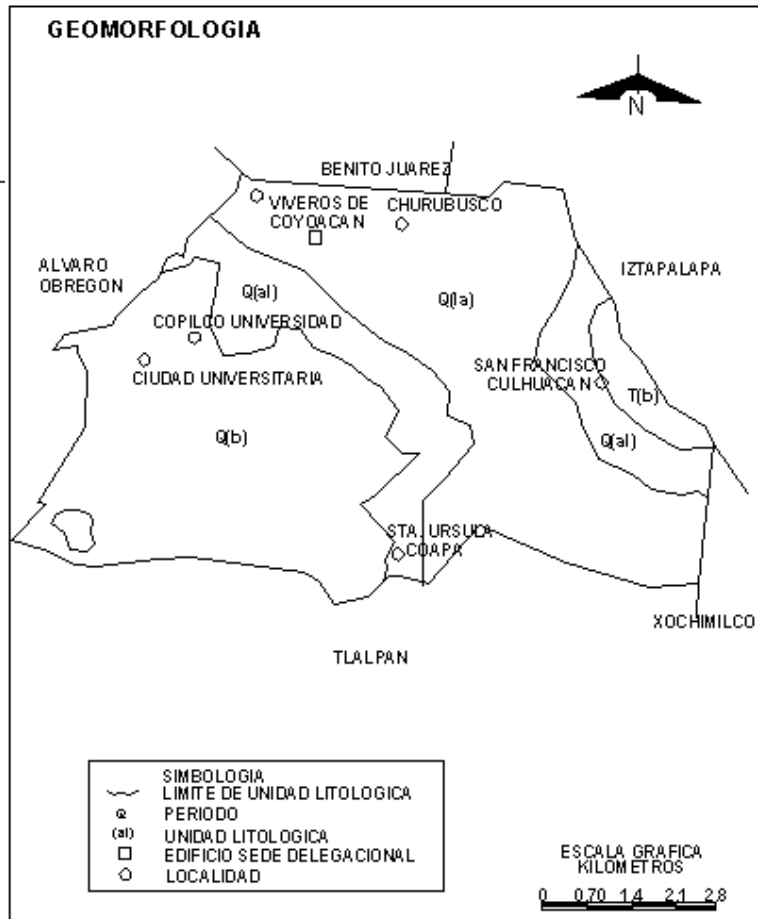 GEOMORFOLOGIA
N
BENITO JUAREZ
VIVEROS DE
COYOACAN
CHURUBUSCO
ALVARO
OBREGON
IZTAPALAPA
Q(al)
Q(la)
COPILCO UNIVERSIDAD
CIUDAD UNIVERSITARIA
SAN FRANCISCO
CULHUACAN
T(b)
Q(b)
Q(al)
STA. URSULA
COAPA
XOCHIMILCO
TLALPAN
SIMBOLOGIA
LIMITE DE UNIDAD LITOLOGICA
Q PERIODO
(al) UNIDAD LITOLOGICA
EDIFICIO SEDE DELEGACIONAL
LOCALIDAD
ESCALA GRAFICA
KILOMETROS
0 0.70 1.4 2.1 2.8